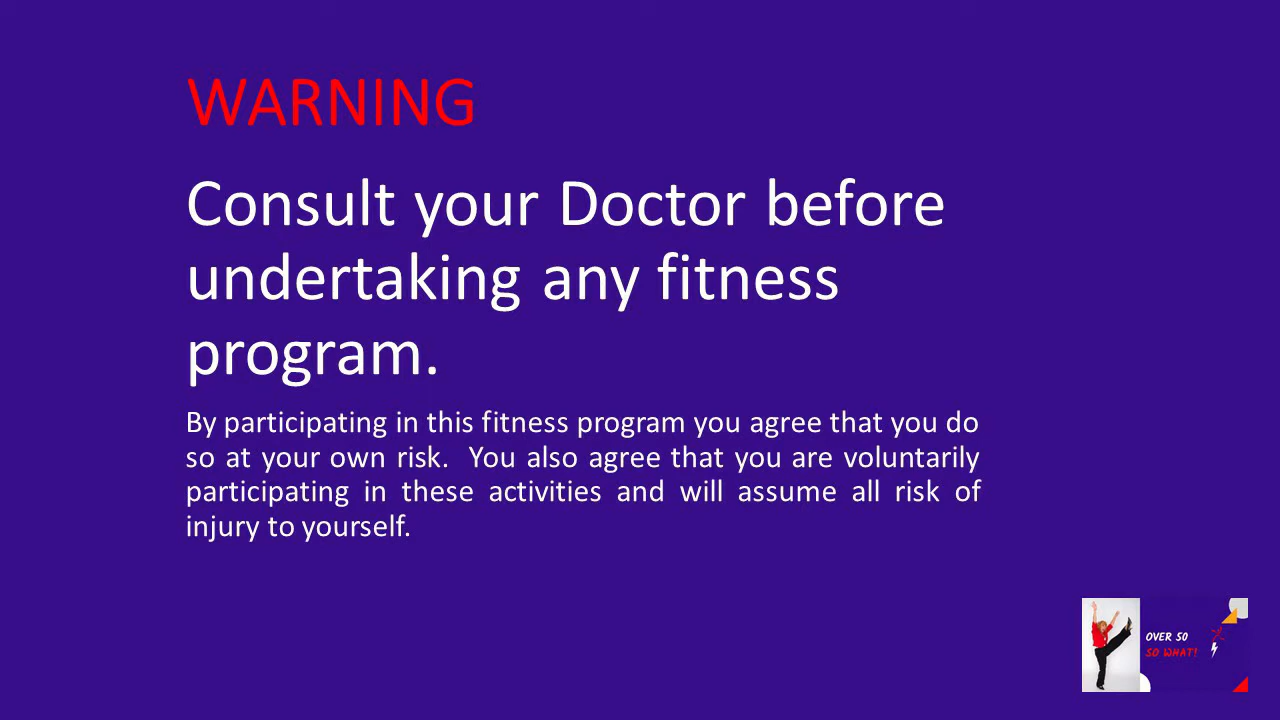 WARNING
Consult your Doctor before
undertaking any fitness
program.
By participating in this fitness program you agree that you do
so at your own risk.  You also agree that you are voluntarily
participating in these activities and will assume all risk of
injury to yourself.
OVER 50
SO WHAT!